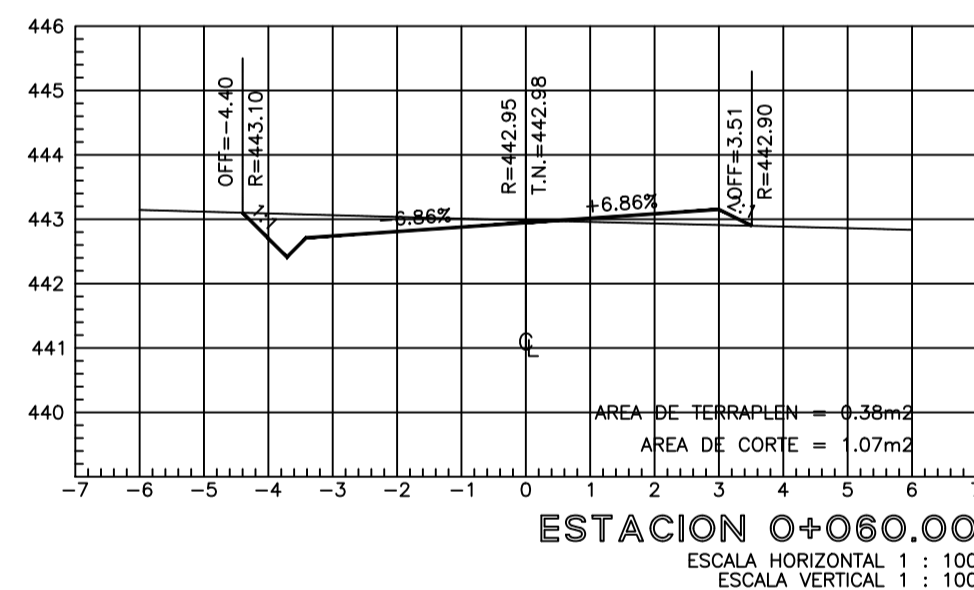 446
445
444
443
442
441
440
OFF=-4.40
R=443.10
R=442.95
T.N.=442.98
OFF=3.51
R=442.90
-6.86%
+6.86%
CL
AREA DE TERRAPLEN = 0.38m2
AREA DE CORTE = 1.07m2
-7 -6 -5 -4 -3 -2 -1 0 1 2 3 4 5 6 7
ESTACION 0+060.00
ESCALA HORIZONTAL 1 : 100
ESCALA VERTICAL 1 : 100